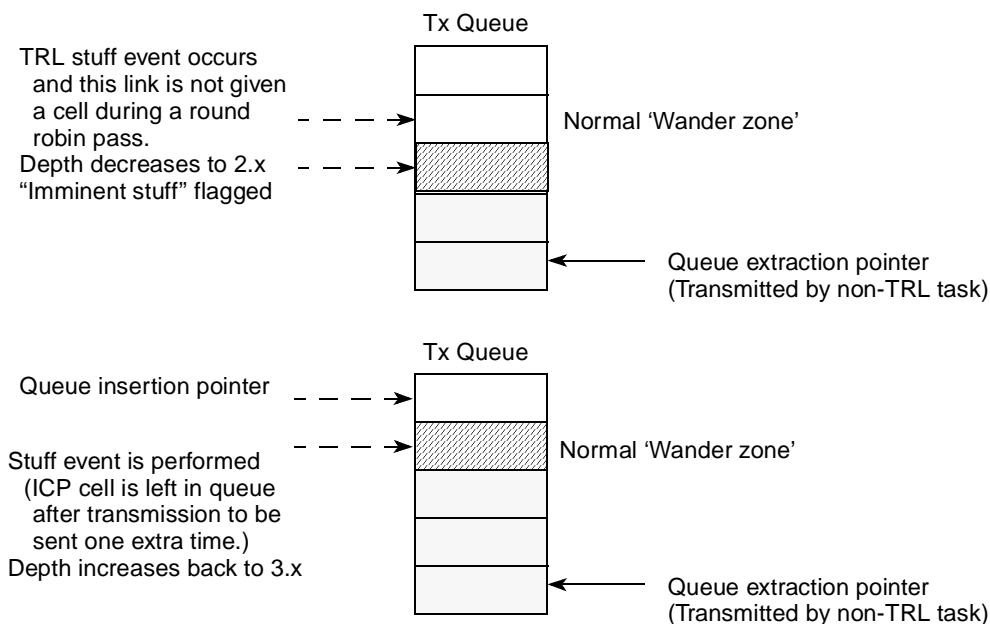 Tx Queue
TRL stuff event occurs
and this link is not given
a cell during a round
robin pass.
Depth decreases to 2.x
“Imminent stuff” flagged
Normal ‘Wander zone’
Queue extraction pointer
(Transmitted by non-TRL task)
Tx Queue
Queue insertion pointer
Stuff event is performed
(ICP cell is left in queue
after transmission to be
sent one extra time.)
Depth increases back to 3.x
Normal ‘Wander zone’
Queue extraction pointer
(Transmitted by non-TRL task)